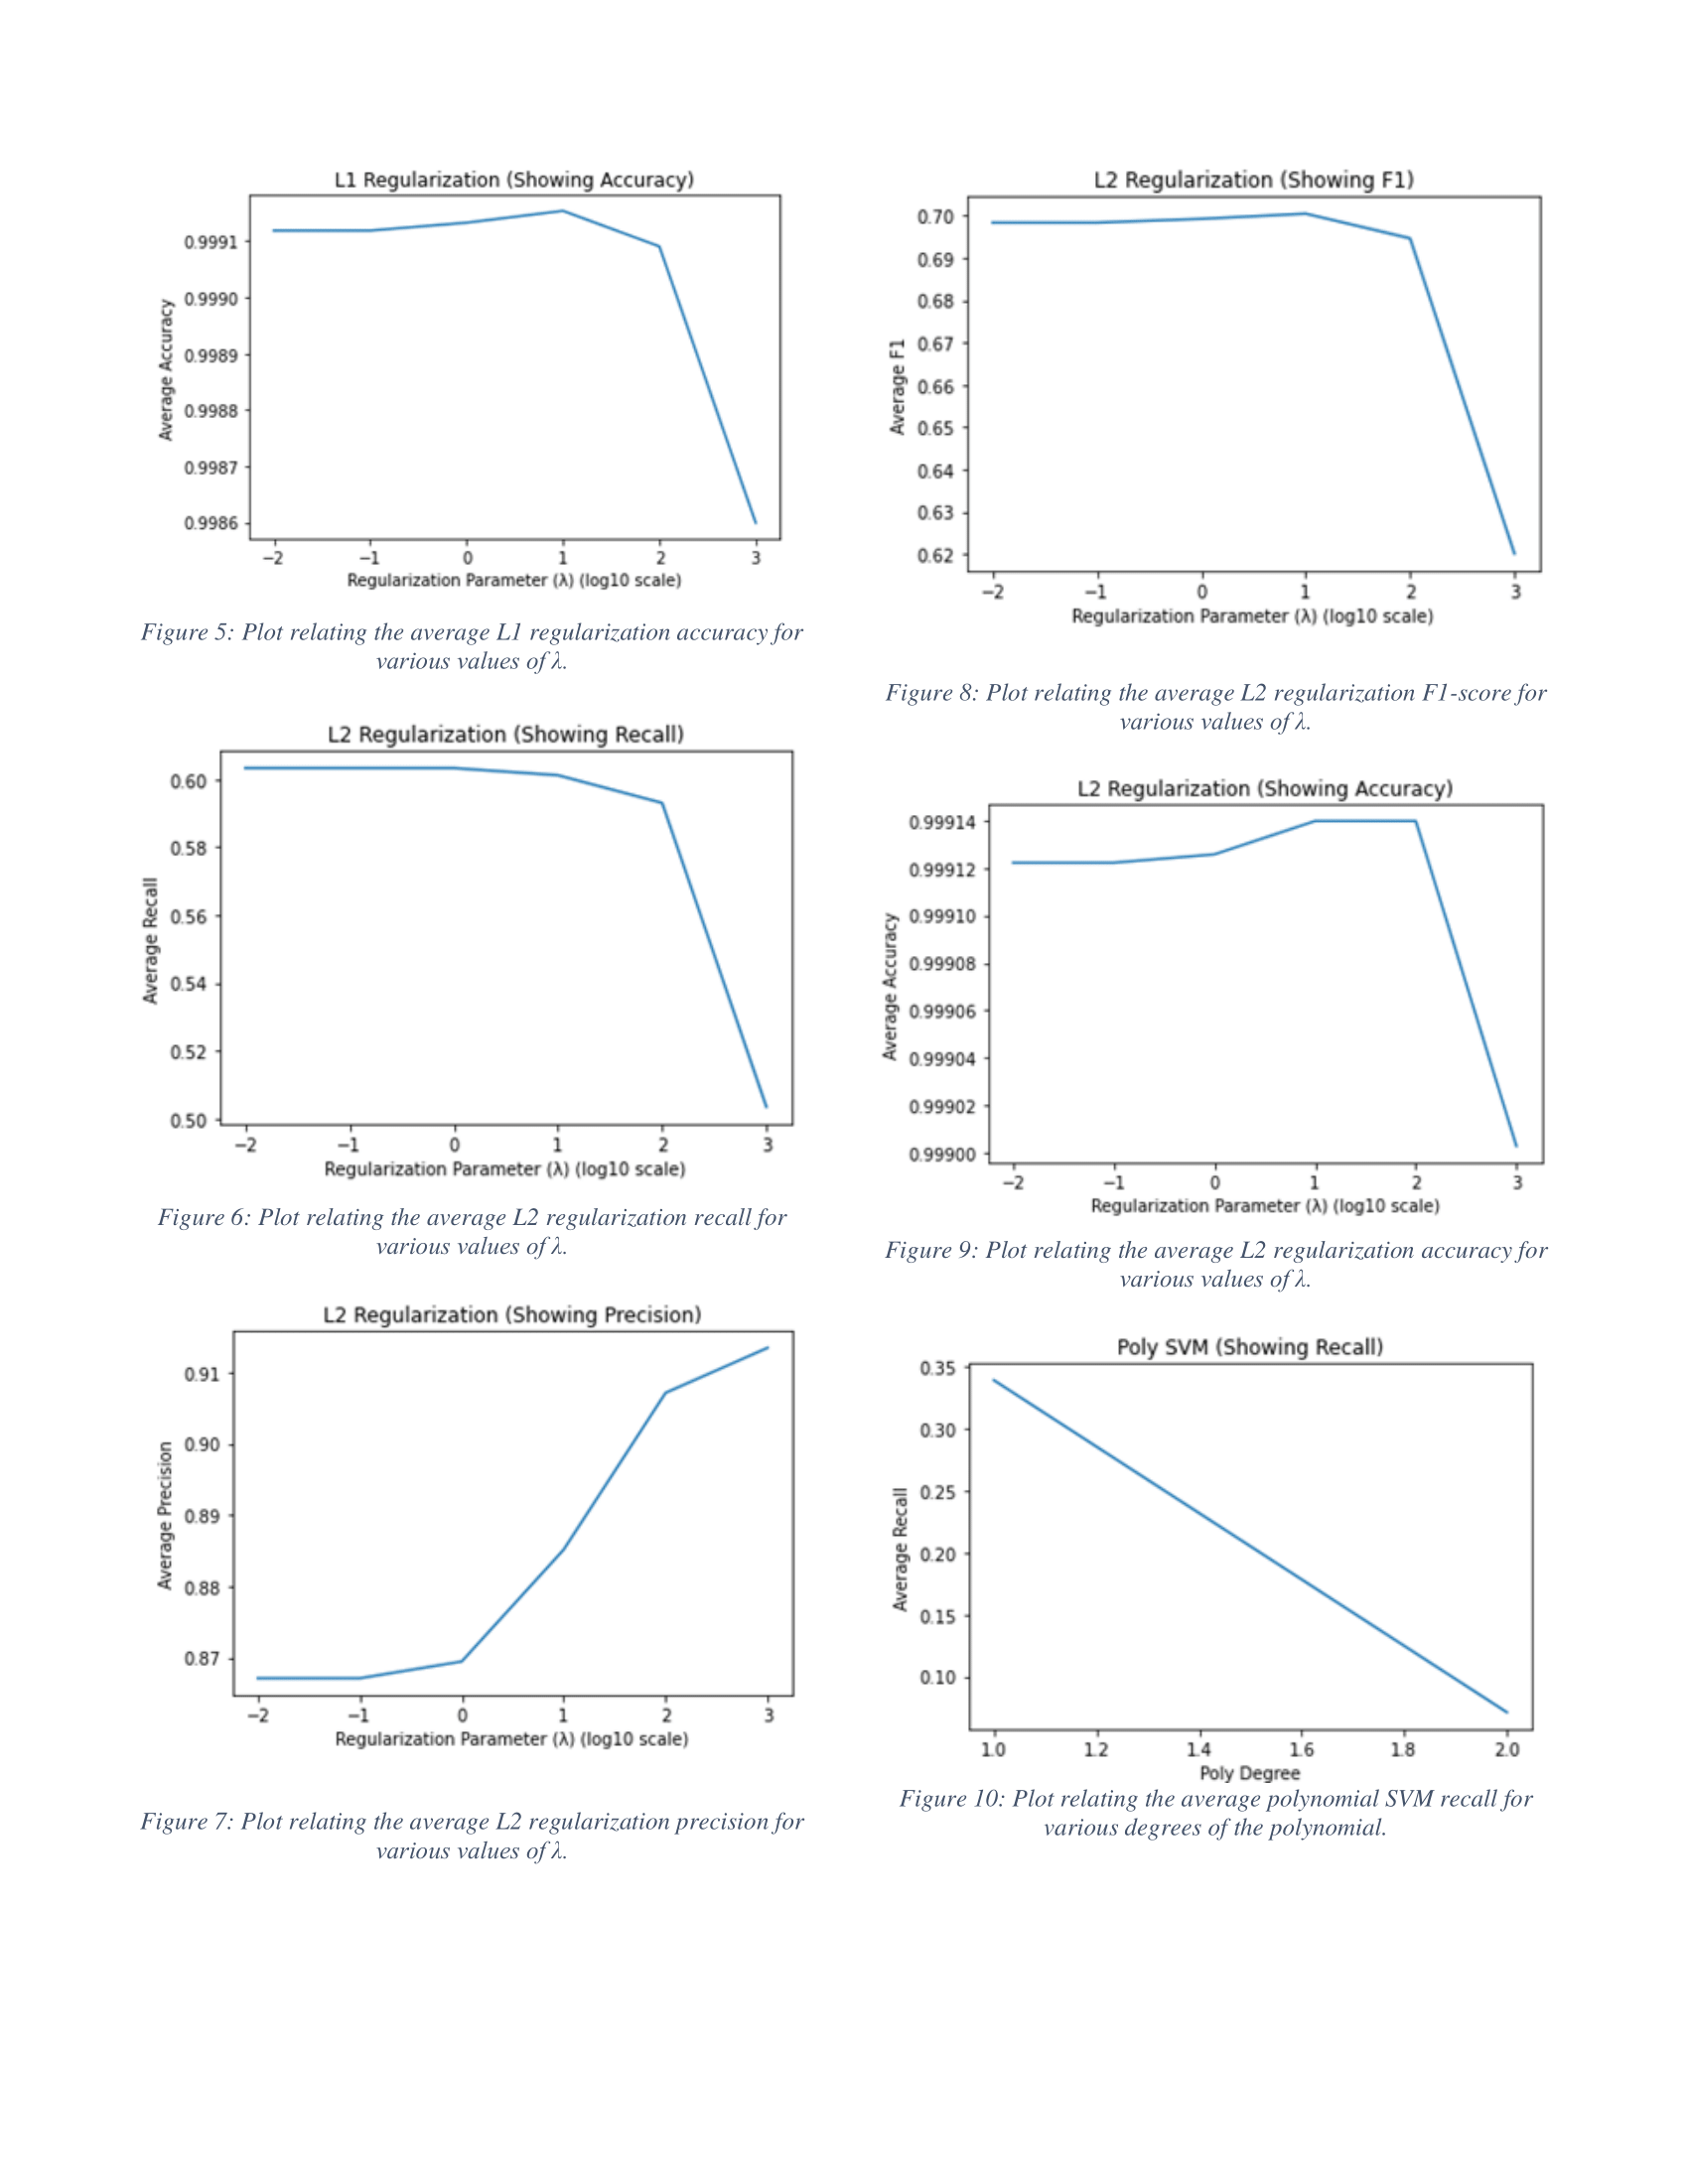 L1 Regularization (Showing Accuracy)
0.9991
0.9990
0.9989
0.9988
0.9987
0.9986
Average Accuracy
−2 −1 0 1 2 3
Regularization Parameter (λ) (log10 scale)
Figure 5: Plot relating the average L1 regularization accuracy for
various values of λ.
L2 Regularization (Showing Recall)
0.60
0.58
0.56
0.54
0.52
0.50
Average Recall
−2 −1 0 1 2 3
Regularization Parameter (λ) (log10 scale)
Figure 6: Plot relating the average L2 regularization recall for
various values of λ.
L2 Regularization (Showing Precision)
0.91
0.90
0.89
0.88
0.87
Average Precision
−2 −1 0 1 2 3
Regularization Parameter (λ) (log10 scale)
Figure 7: Plot relating the average L2 regularization precision for
various values of λ.
L2 Regularization (Showing F1)
0.70
0.69
0.68
0.67
0.66
0.65
0.64
0.63
0.62
Average F1
−2 −1 0 1 2 3
Regularization Parameter (λ) (log10 scale)
Figure 8: Plot relating the average L2 regularization F1-score for
various values of λ.
L2 Regularization (Showing Accuracy)
0.99914
0.99912
0.99910
0.99908
0.99906
0.99904
0.99902
0.99900
Average Accuracy
−2 −1 0 1 2 3
Regularization Parameter (λ) (log10 scale)
Figure 9: Plot relating the average L2 regularization accuracy for
various values of λ.
Poly SVM (Showing Recall)
0.35
0.30
0.25
0.20
0.15
0.10
Average Recall
1.0 1.2 1.4 1.6 1.8 2.0
Poly Degree
Figure 10: Plot relating the average polynomial SVM recall for
various degrees of the polynomial.